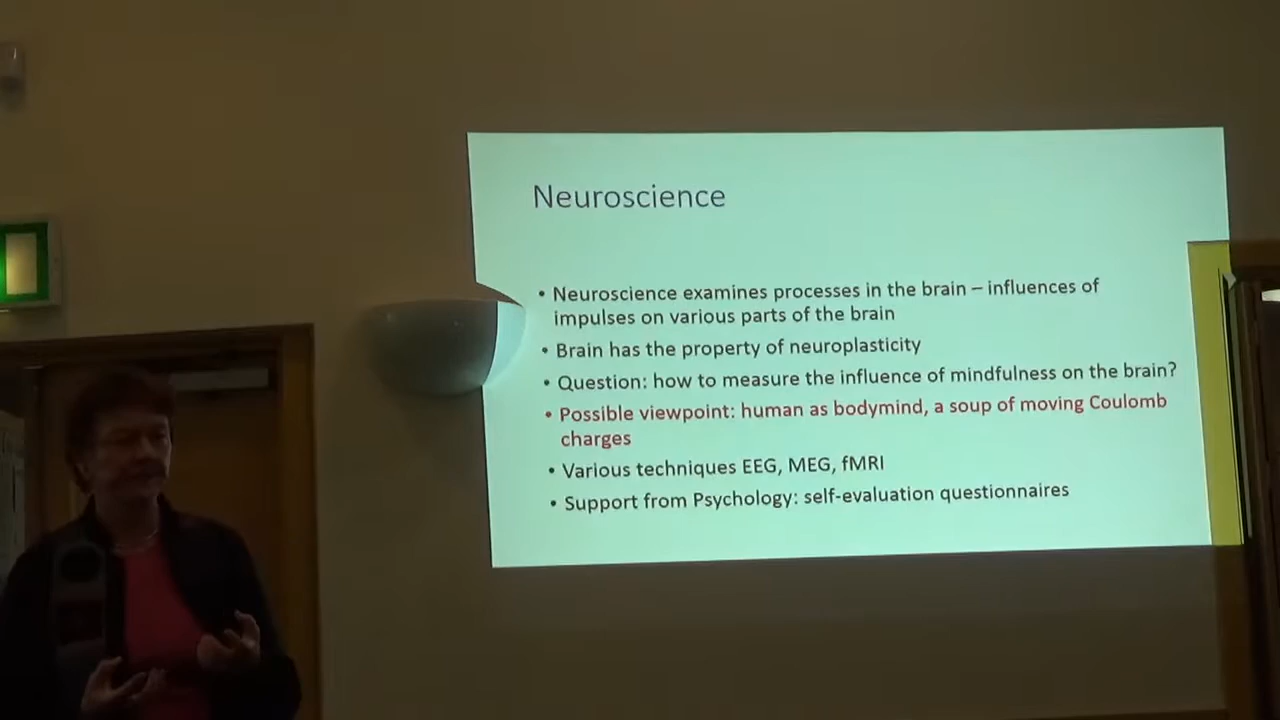 Neuroscience
• Neuroscience examines processes in the brain – influences of
impulses on various parts of the brain
• Brain has the property of neuroplasticity
• Question: how to measure the influence of mindfulness on the brain?
• Possible viewpoint: human as bodymind, a soup of moving Coulomb
charges
• Various techniques EEG, MEG, fMRI
• Support from Psychology: self-evaluation questionnaires